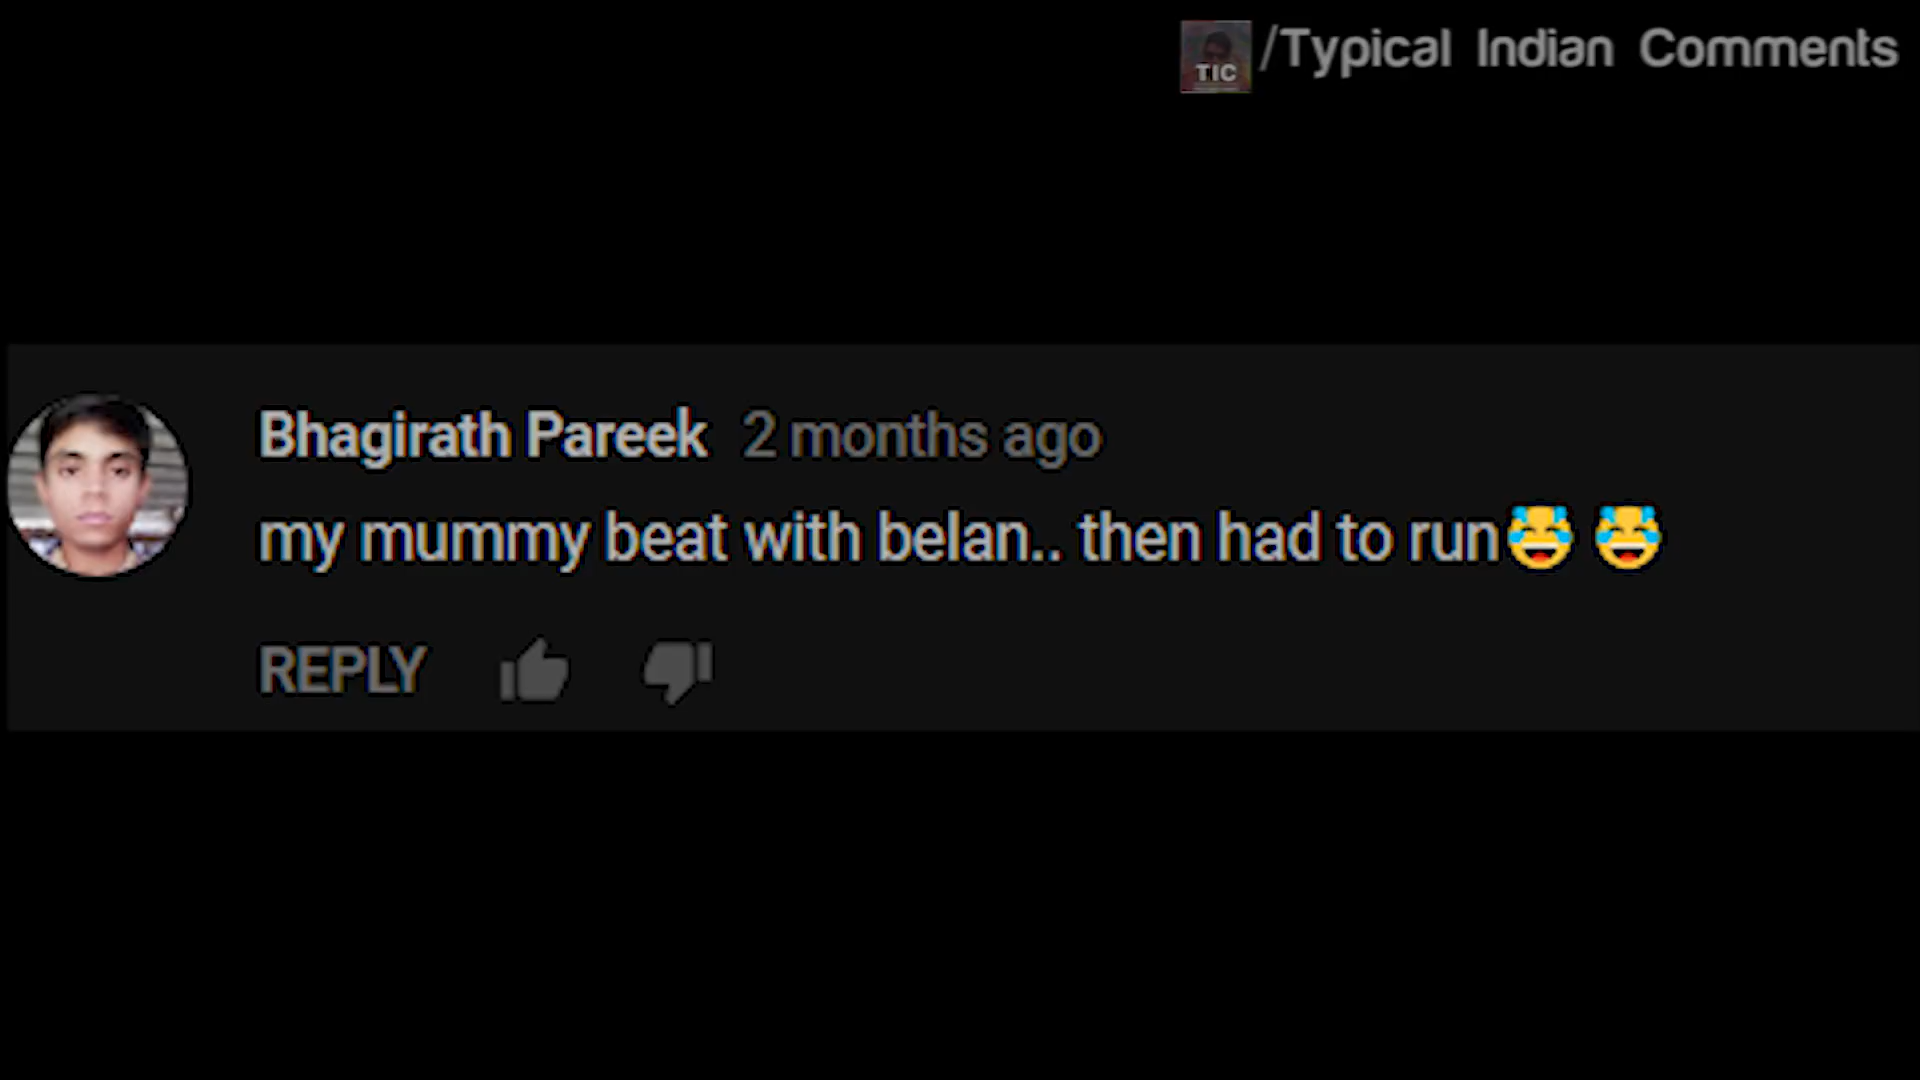 TIC /Typical Indian Comments
Bhagirath Pareek 2 months ago
my mummy beat with belan.. then had to run😂 😂
REPLY